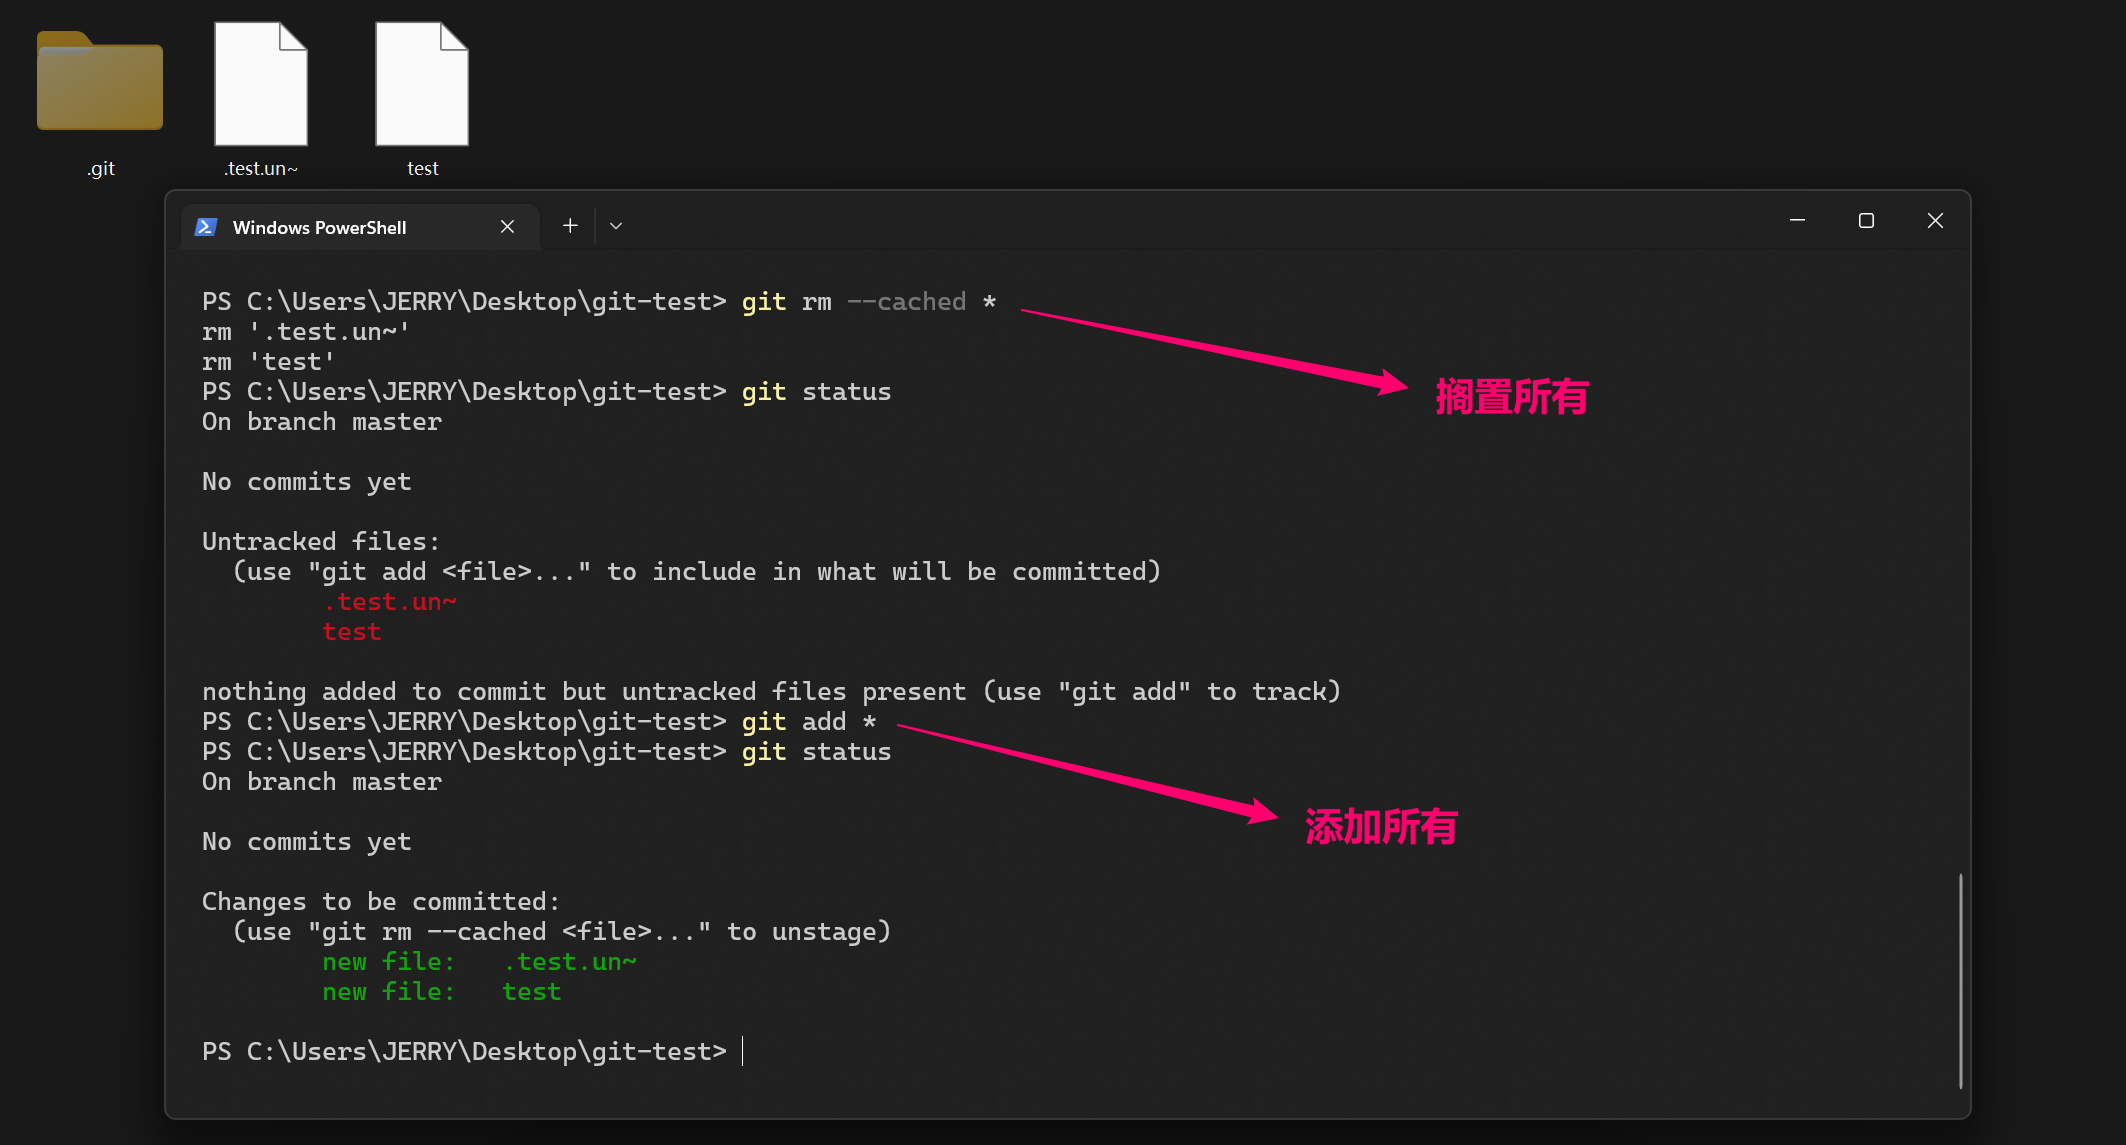 .git
.test.un~
test
Windows PowerShell
PS C:\Users\JERRY\Desktop\git-test> git rm --cached *
rm '.test.un~'
rm 'test'
PS C:\Users\JERRY\Desktop\git-test> git status
搁置所有
On branch master
No commits yet
Untracked files:
(use "git add <file>..." to include in what will be committed)
.test.un~
test
nothing added to commit but untracked files present (use "git add" to track)
PS C:\Users\JERRY\Desktop\git-test> git add *
PS C:\Users\JERRY\Desktop\git-test> git status
On branch master
添加所有
No commits yet
Changes to be committed:
(use "git rm --cached <file>..." to unstage)
new file:   .test.un~
new file:   test
PS C:\Users\JERRY\Desktop\git-test>